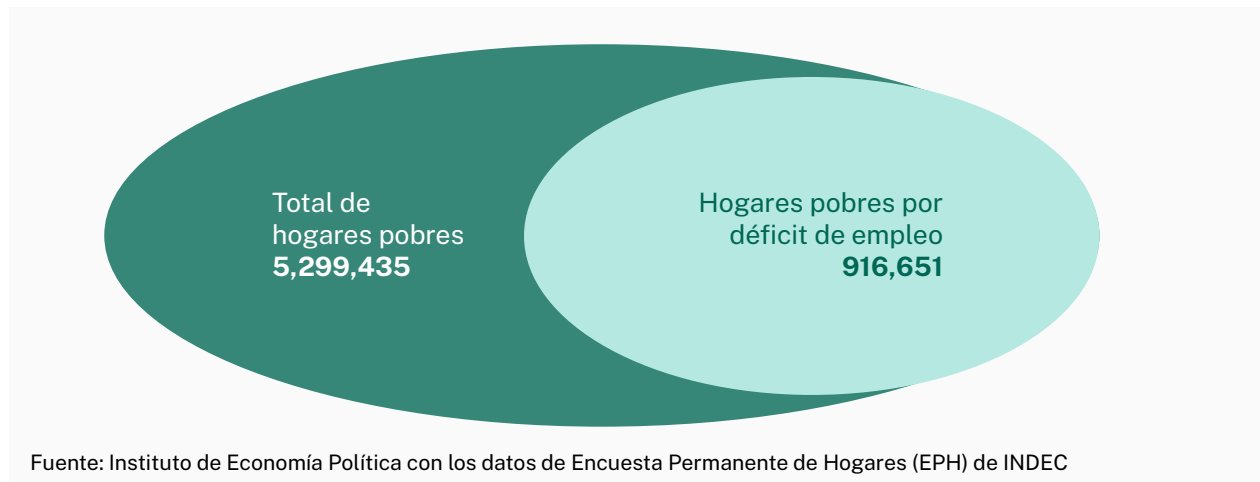 Total de
hogares pobres
5,299,435
Hogares pobres por
déficit de empleo
916,651
Fuente: Instituto de Economía Política con los datos de Encuesta Permanente de Hogares (EPH) de INDEC